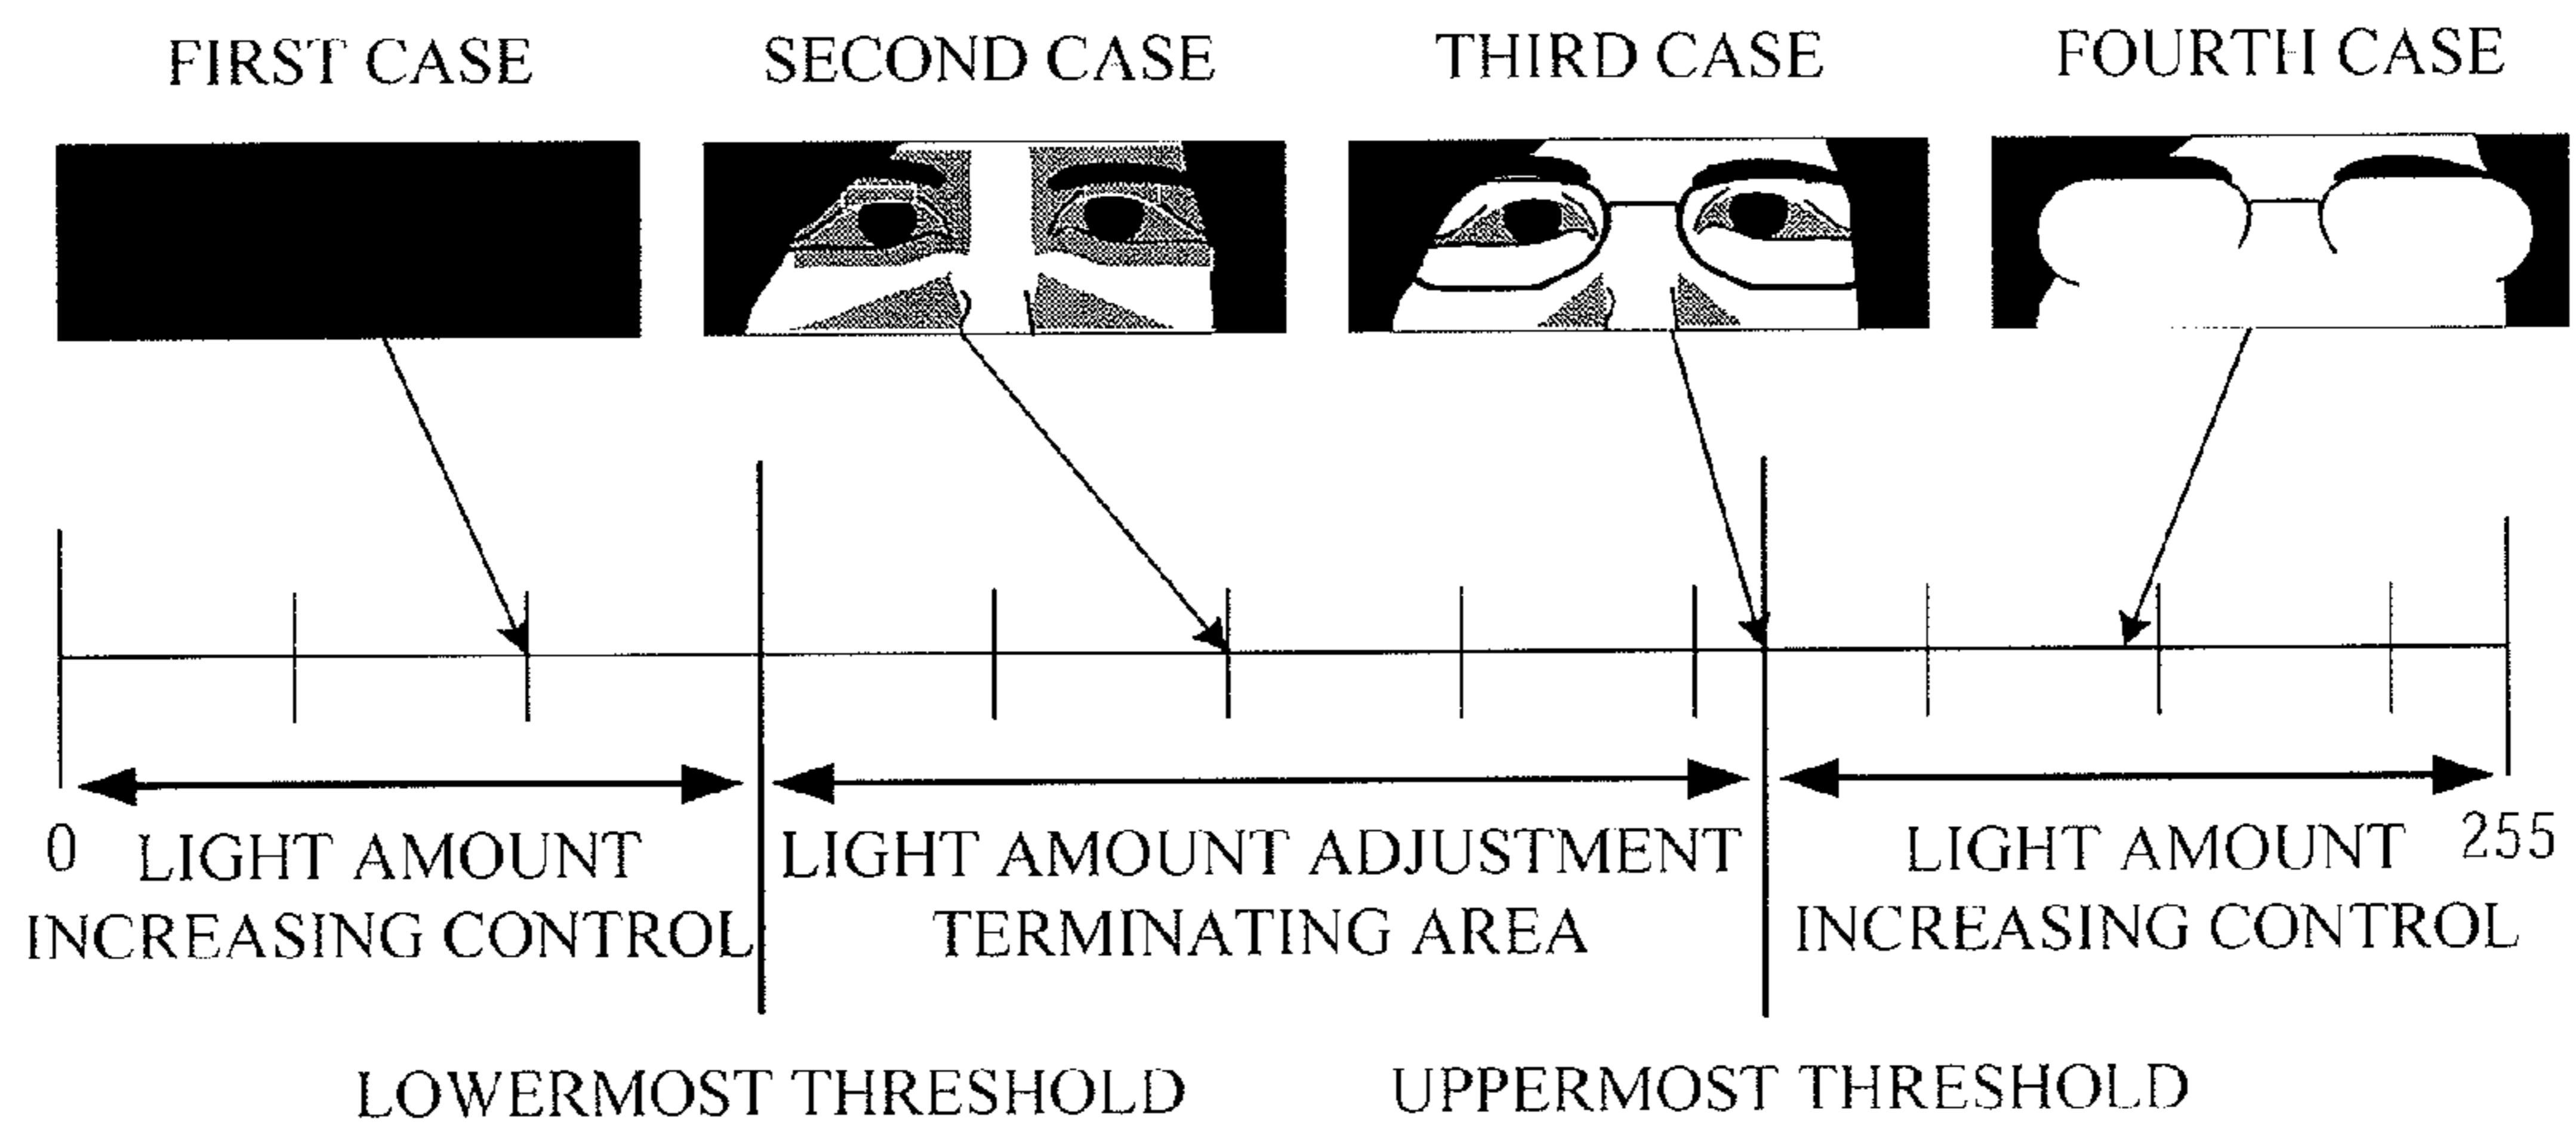 FIRST CASE
SECOND CASE
THIRD CASE
FOURTH CASE
0
255
LIGHT AMOUNT
INCREASING CONTROL
LIGHT AMOUNT ADJUSTMENT
TERMINATING AREA
LIGHT AMOUNT
INCREASING CONTROL
LOWERMOST THRESHOLD
UPPERMOST THRESHOLD